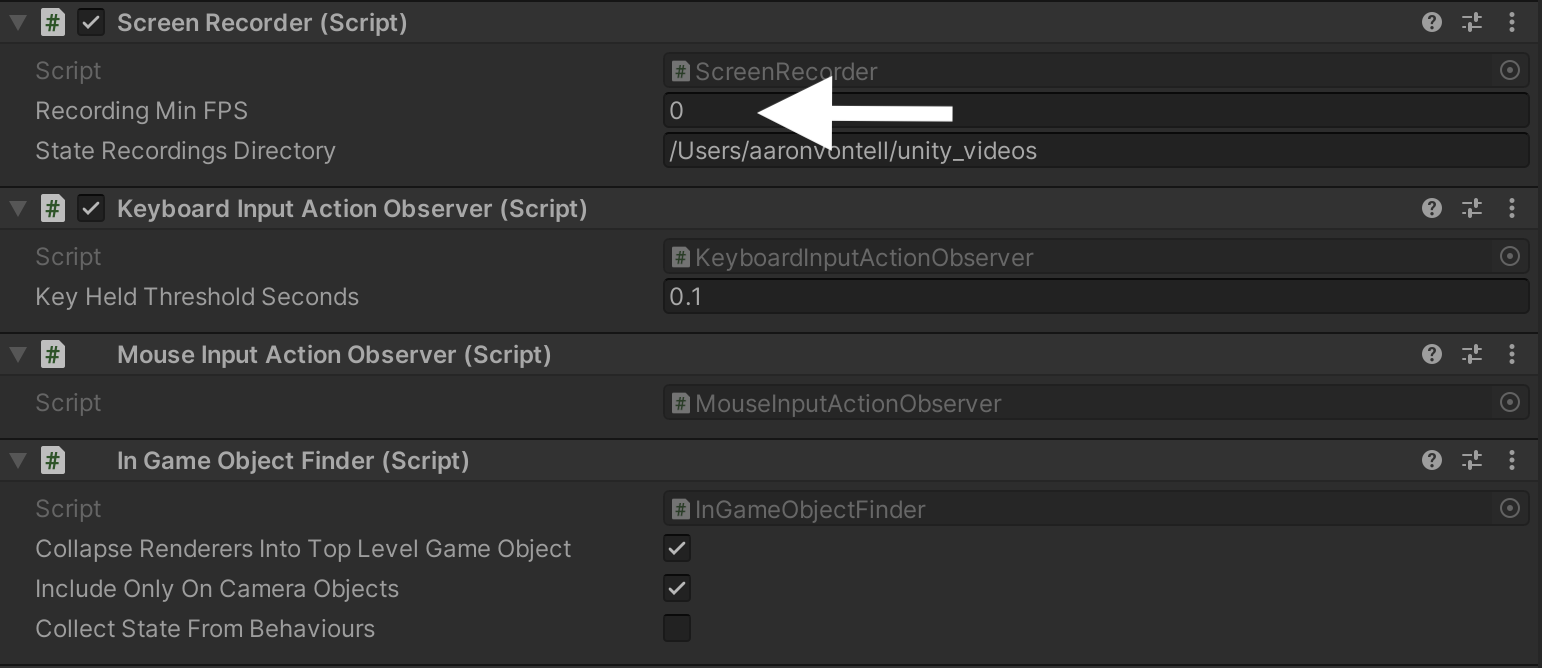 Screen Recorder (Script)
Script # ScreenRecorder
Recording Min FPS 0
State Recordings Directory /Users/aaronvontell/unity_videos
Keyboard Input Action Observer (Script)
Script # KeyboardInputActionObserver
Key Held Threshold Seconds 0.1
# Mouse Input Action Observer (Script)
Script # MouseInputActionObserver
# In Game Object Finder (Script)
Script # InGameObjectFinder
Collapse Renderers Into Top Level Game Object
Include Only On Camera Objects
Collect State From Behaviours